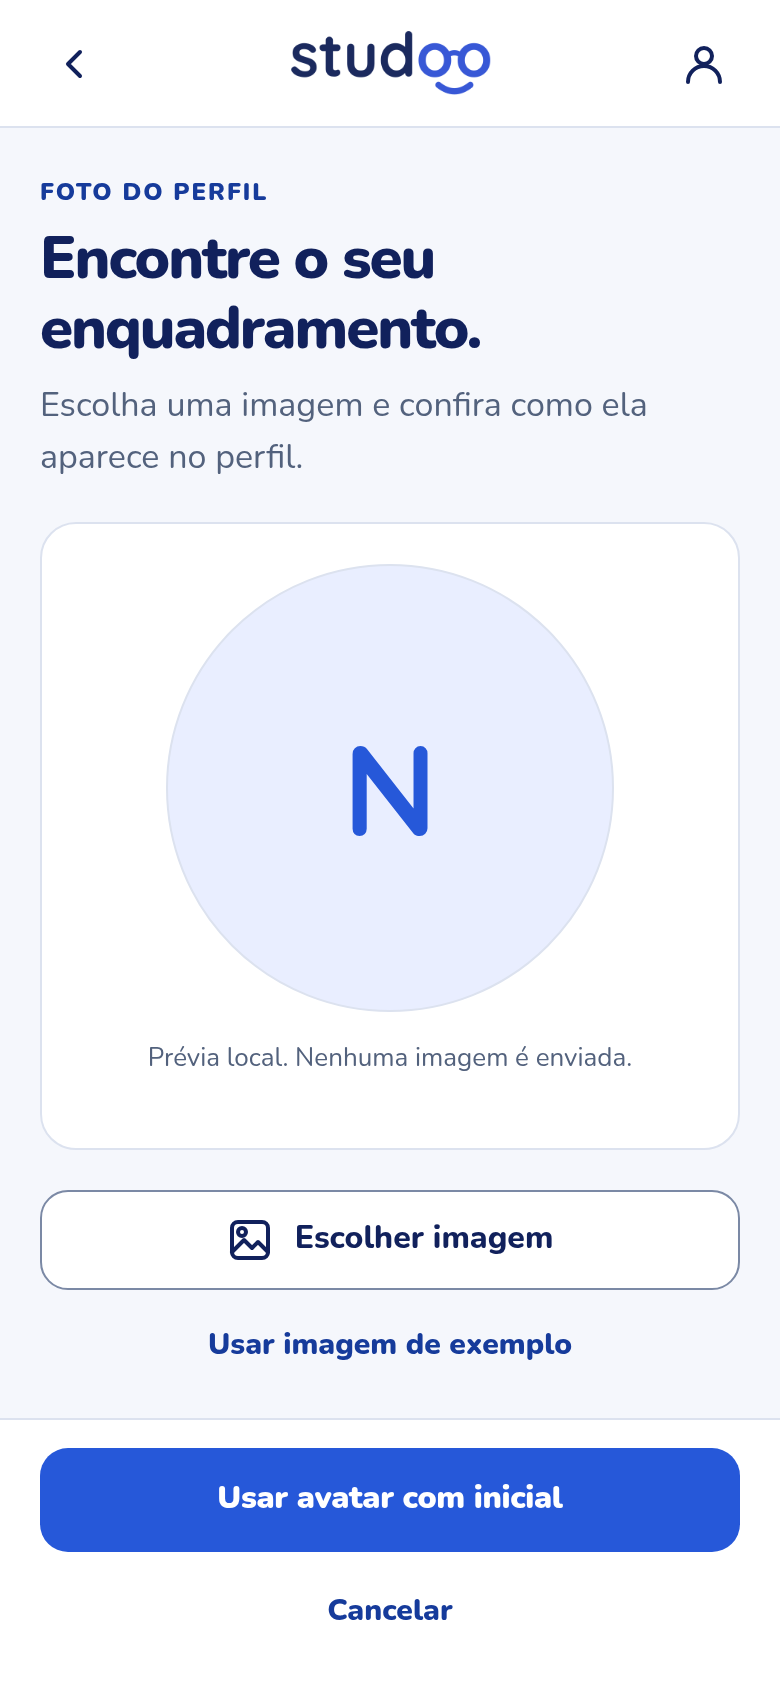 studoo
FOTO DO PERFIL
Encontre o seu
enquadramento.
Escolha uma imagem e confira como ela
aparece no perfil.
N
Prévia local. Nenhuma imagem é enviada.
Escolher imagem
Usar imagem de exemplo
Usar avatar com inicial
Cancelar